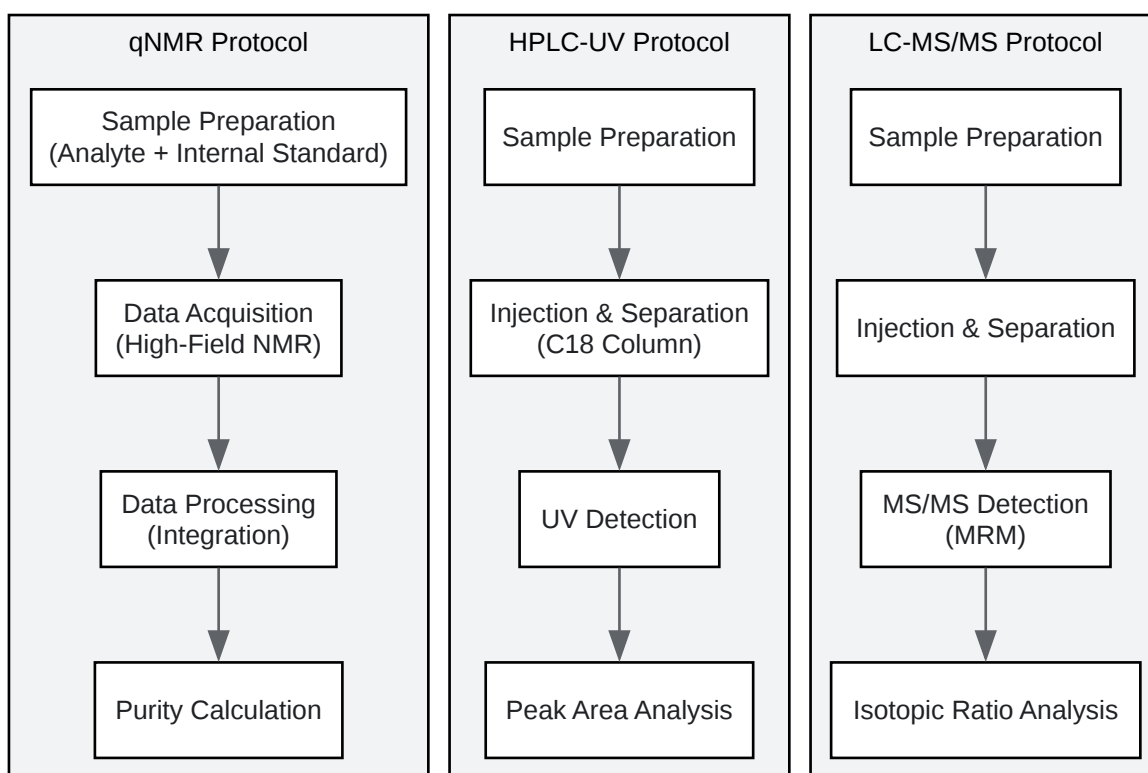 qNMR Protocol
Sample Preparation
(Analyte + Internal Standard)
Data Acquisition
(High-Field NMR)
Data Processing
(Integration)
Purity Calculation
HPLC-UV Protocol
Sample Preparation
Injection & Separation
(C18 Column)
UV Detection
Peak Area Analysis
LC-MS/MS Protocol
Sample Preparation
Injection & Separation
MS/MS Detection
(MRM)
Isotopic Ratio Analysis